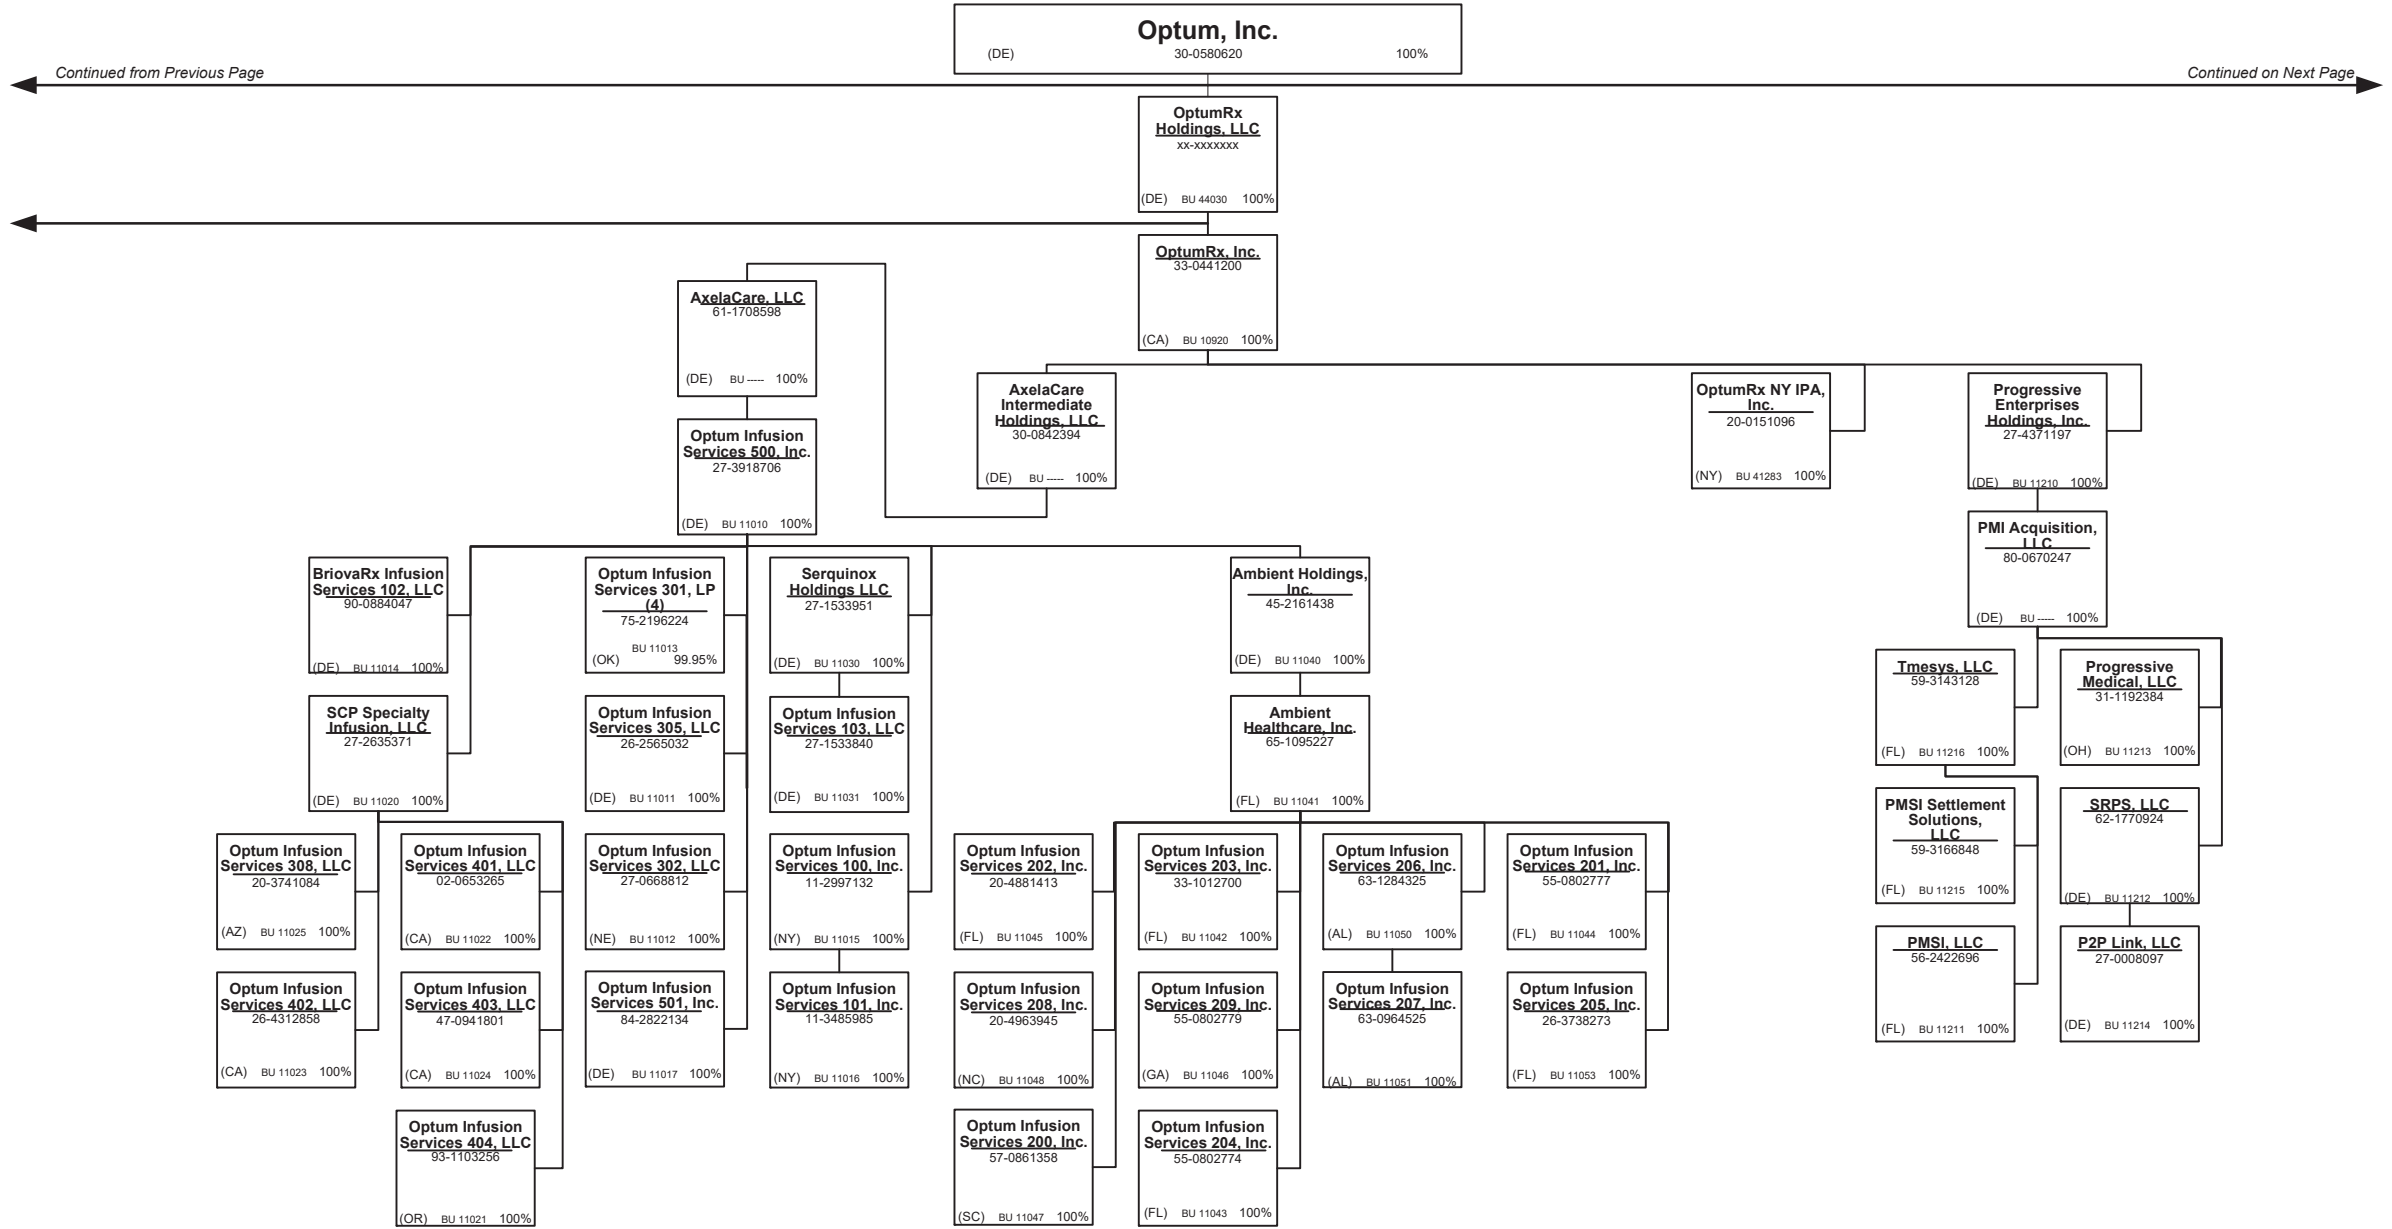 Optum, Inc.
(DE) 30-0580620 100%
Continued from Previous Page
Continued on Next Page
OptumRx
Holdings, LLC
xx-xxxxxxx
(DE) BU 44030 100%
OptumRx, Inc.
33-0441200
(CA) BU 10920 100%
AxelaCare, LLC
61-1708598
(DE) BU ----- 100%
AxelaCare
Intermediate
Holdings, LLC
30-0842394
(DE) BU ----- 100%
OptumRx NY IPA,
Inc.
20-0151096
(NY) BU 41283 100%
Progressive
Enterprises
Holdings, Inc.
27-4371197
(DE) BU 11210 100%
Optum Infusion
Services 500, Inc.
27-3918706
(DE) BU 11010 100%
PMI Acquisition,
LLC
80-0670247
(DE) BU ----- 100%
BriovaRx Infusion
Services 102, LLC
90-0884047
(DE) BU 11014 100%
Optum Infusion
Services 301, LP
(4)
75-2196224
BU 11013
(OK) 99.95%
Serquinox
Holdings LLC
27-1533951
(DE) BU 11030 100%
Ambient Holdings,
Inc.
45-2161438
(DE) BU 11040 100%
Tmesys, LLC
59-3143128
(FL) BU 11216 100%
Progressive
Medical, LLC
31-1192384
(OH) BU 11213 100%
SCP Specialty
Infusion, LLC
27-2635371
(DE) BU 11020 100%
Optum Infusion
Services 305, LLC
26-2565032
(DE) BU 11011 100%
Optum Infusion
Services 103, LLC
27-1533840
(DE) BU 11031 100%
Ambient
Healthcare, Inc.
65-1095227
(FL) BU 11041 100%
PMSI Settlement
Solutions,
LLC
59-3166848
(FL) BU 11215 100%
SRPS, LLC
62-1770924
(DE) BU 11212 100%
Optum Infusion
Services 308, LLC
20-3741084
(AZ) BU 11025 100%
Optum Infusion
Services 401, LLC
02-0653265
(CA) BU 11022 100%
Optum Infusion
Services 302, LLC
27-0668812
(NE) BU 11012 100%
Optum Infusion
Services 100, Inc.
11-2997132
(NY) BU 11015 100%
Optum Infusion
Services 202, Inc.
20-4881413
(FL) BU 11045 100%
Optum Infusion
Services 203, Inc.
33-1012700
(FL) BU 11042 100%
Optum Infusion
Services 206, Inc.
63-1284325
(AL) BU 11050 100%
Optum Infusion
Services 201, Inc.
55-0802777
(FL) BU 11044 100%
PMSI, LLC
56-2422696
(FL) BU 11211 100%
P2P Link, LLC
27-0008097
(DE) BU 11214 100%
Optum Infusion
Services 402, LLC
26-4312858
(CA) BU 11023 100%
Optum Infusion
Services 403, LLC
47-0941801
(CA) BU 11024 100%
Optum Infusion
Services 501, Inc.
84-2822134
(DE) BU 11017 100%
Optum Infusion
Services 101, Inc.
11-3485985
(NY) BU 11016 100%
Optum Infusion
Services 208, Inc.
20-4963945
(NC) BU 11048 100%
Optum Infusion
Services 209, Inc.
55-0802779
(GA) BU 11046 100%
Optum Infusion
Services 207, Inc.
63-0964525
(AL) BU 11051 100%
Optum Infusion
Services 205, Inc.
26-3738273
(FL) BU 11053 100%
Optum Infusion
Services 404, LLC
93-1103256
(OR) BU 11021 100%
Optum Infusion
Services 200, Inc.
57-0861358
(SC) BU 11047 100%
Optum Infusion
Services 204, Inc.
55-0802774
(FL) BU 11043 100%